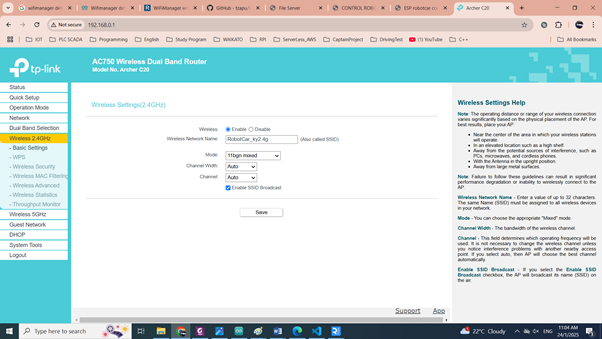 wifimanager.de
Wifimanager
WiFiManager
GitHub - tzapu/
File Server
CONTROL ROB
ESP robotcar
Archer C20
Not secure
192.168.0.1
IOT
PLC SCADA
Programming
English
Study Program
WAIKATO
RPI
ServerLess_AWS
CaptainProject
DrivingTest
(1) YouTube
C++
All Bookmarks
tp-link
AC750 Wireless Dual Band Router
Model No. Archer C20
Status
Quick Setup
Operation Mode
Network
Dual Band Selection
Wireless 2.4GHz
- Basic Settings
- WPS
- Wireless Security
- Wireless MAC Filtering
- Wireless Advanced
- Wireless Statistics
- Throughput Monitor
Wireless 5GHz
Guest Network
DHCP
System Tools
Logout
Wireless Settings(2.4GHz)
Wireless: Enable Disable
Wireless Network Name: RobotCar_ky2.4g (Also called SSID)
Mode: 11bgn mixed
Channel Width: Auto
Channel: Auto
Enable SSID Broadcast
Save
Support App
Wireless Settings Help
Note: The operating distance or range of your wireless connection
varies significantly based on the physical placement of the AP. For
best results, place your AP:
Near the center of the area in which your wireless stations
will operate.
In an elevated location such as a high shelf.
Away from the potential sources of interference, such as
PCs, microwaves, and cordless phones.
With the Antenna in the upright position.
Away from large metal surfaces.
Note: Failure to follow these guidelines can result in significant
performance degradation or inability to wirelessly connect to the
AP.
Wireless Network Name - Enter a value of up to 32 characters.
The same Name (SSID) must be assigned to all wireless devices
in your network.
Mode - You can choose the appropriate "Mixed" mode.
Channel Width - The bandwidth of the wireless channel.
Channel - This field determines which operating frequency will be
used. It is not necessary to change the wireless channel unless
you notice interference problems with another nearby access
point. If you select auto, then AP will choose the best channel
automatically.
Enable SSID Broadcast - If you select the Enable SSID
Broadcast checkbox, the AP will broadcast its name (SSID) on
the air.
Type here to search
22°C Cloudy
ENG
11:04 AM
24/1/2025